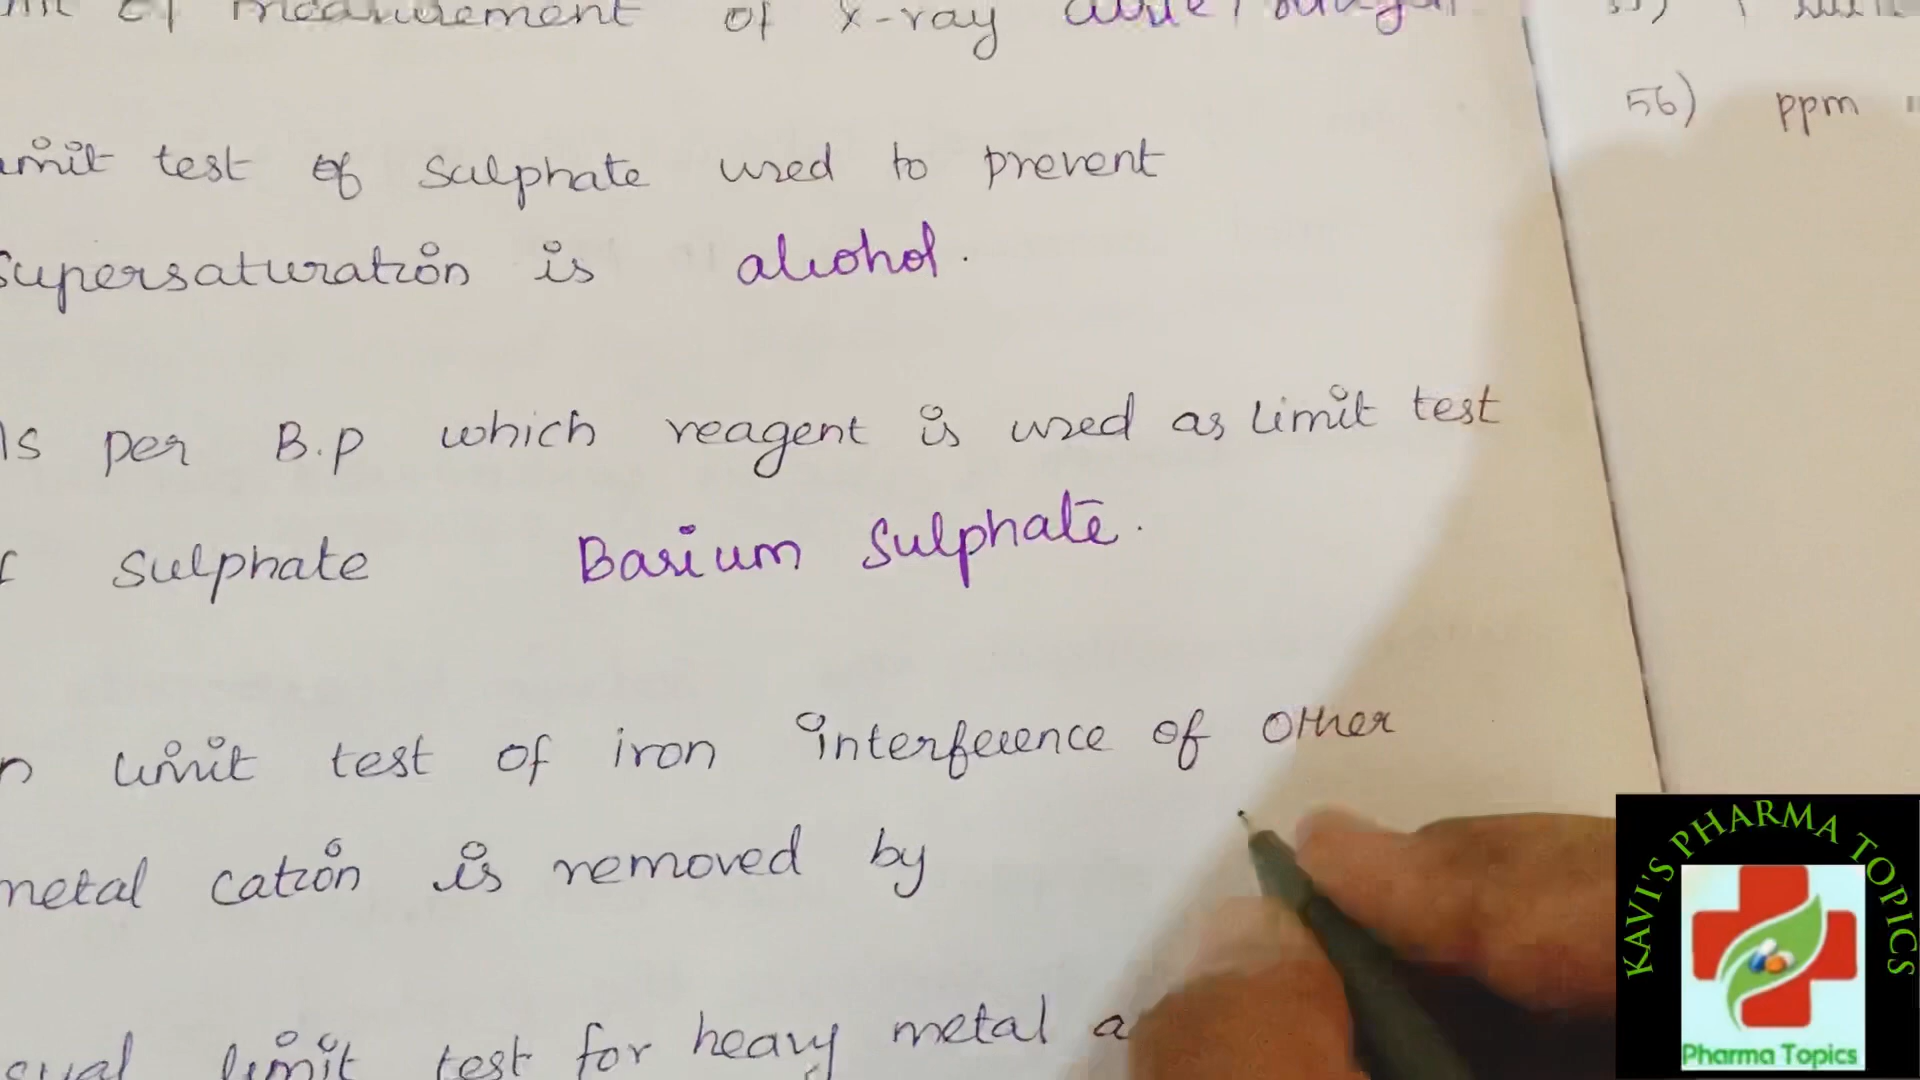 of measurement of x-ray
limit test of sulphate used to prevent
Supersaturation is alcohol.
As per B.p which reagent is used as limit test
sulphate Barium Sulphate.
limit test of iron interference of other
metal cation is removed by
limit test for heavy metal a
56) ppm
KAVI'S PHARMA TOPICS
Pharma Topics